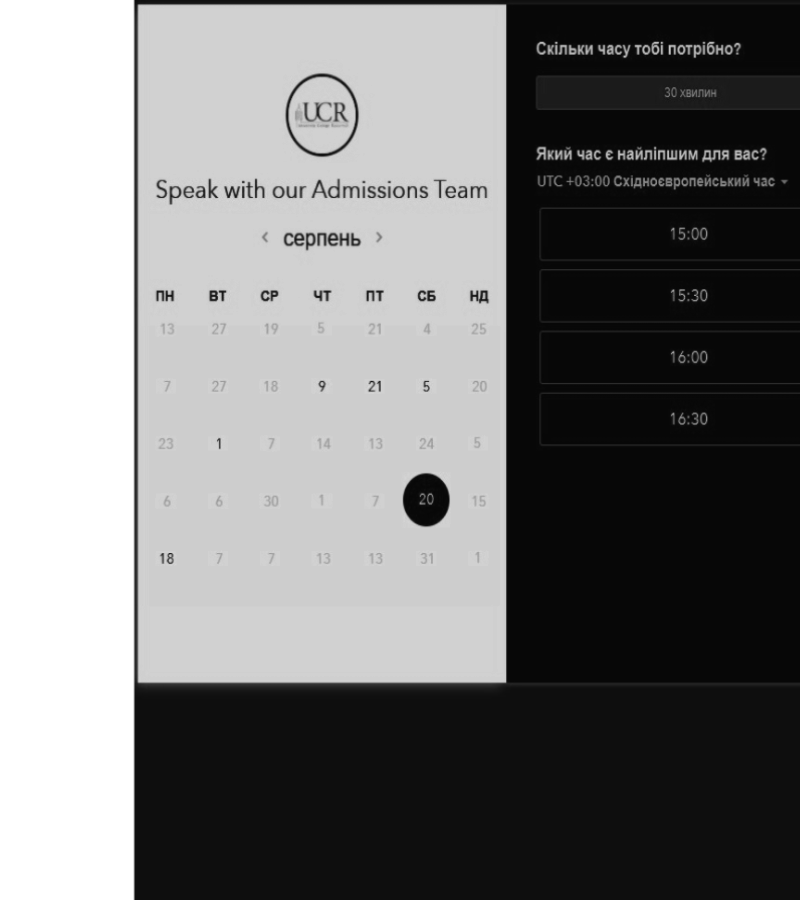 UCR
Speak with our Admissions Team
‹ серпень ›
ПН ВТ СР ЧТ ПТ СБ НД
13 27 19 5 21 4 25
7 27 18 9 21 5 20
23 1 7 14 13 24 5
6 6 30 1 7 20 15
18 7 7 13 13 31 1
Скільки часу тобі потрібно?
30 хвилин
Який час є найліпшим для вас?
UTC +03:00 Східноєвропейський час
15:00
15:30
16:00
16:30